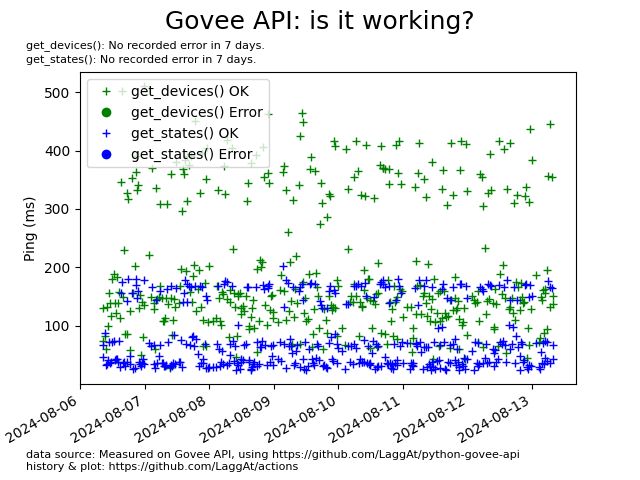 Govee API: is it working?
get_devices(): No recorded error in 7 days.
get_states(): No recorded error in 7 days.
get_devices() OK
get_devices() Error
get_states() OK
get_states() Error
Ping (ms)
500
400
300
200
100
2024-08-06
2024-08-07
2024-08-08
2024-08-09
2024-08-10
2024-08-11
2024-08-12
2024-08-13
data source: Measured on Govee API, using https://github.com/LaggAt/python-govee-api
history & plot: https://github.com/LaggAt/actions